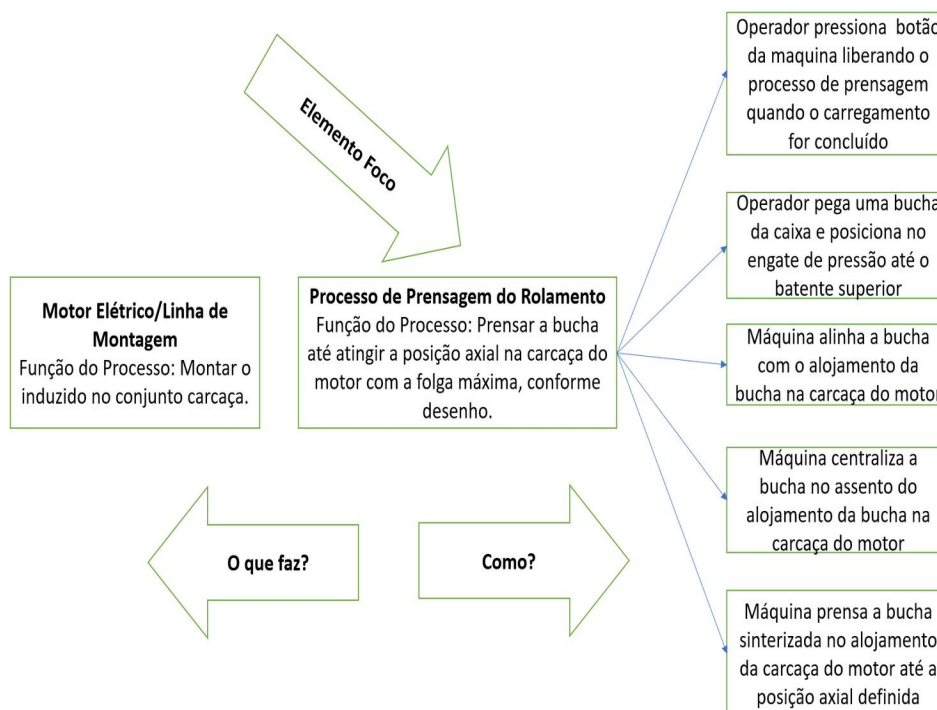 Elemento Foco
Motor Elétrico/Linha de
Montagem
Função do Processo: Montar o
induzido no conjunto carcaça.
Processo de Prensagem do Rolamento
Função do Processo: Prensar a bucha
até atingir a posição axial na carcaça do
motor com a folga máxima, conforme
desenho.
O que faz?
Como?
Operador pressiona botão
da maquina liberando o
processo de prensagem
quando o carregamento
for concluído
Operador pega uma bucha
da caixa e posiciona no
engate de pressão até o
batente superior
Máquina alinha a bucha
com o alojamento da
bucha na carcaça do motor
Máquina centraliza a
bucha no assento do
alojamento da bucha na
carcaça do motor
Máquina prensa a bucha
sinterizada no alojamento
da carcaça do motor até a
posição axial definida